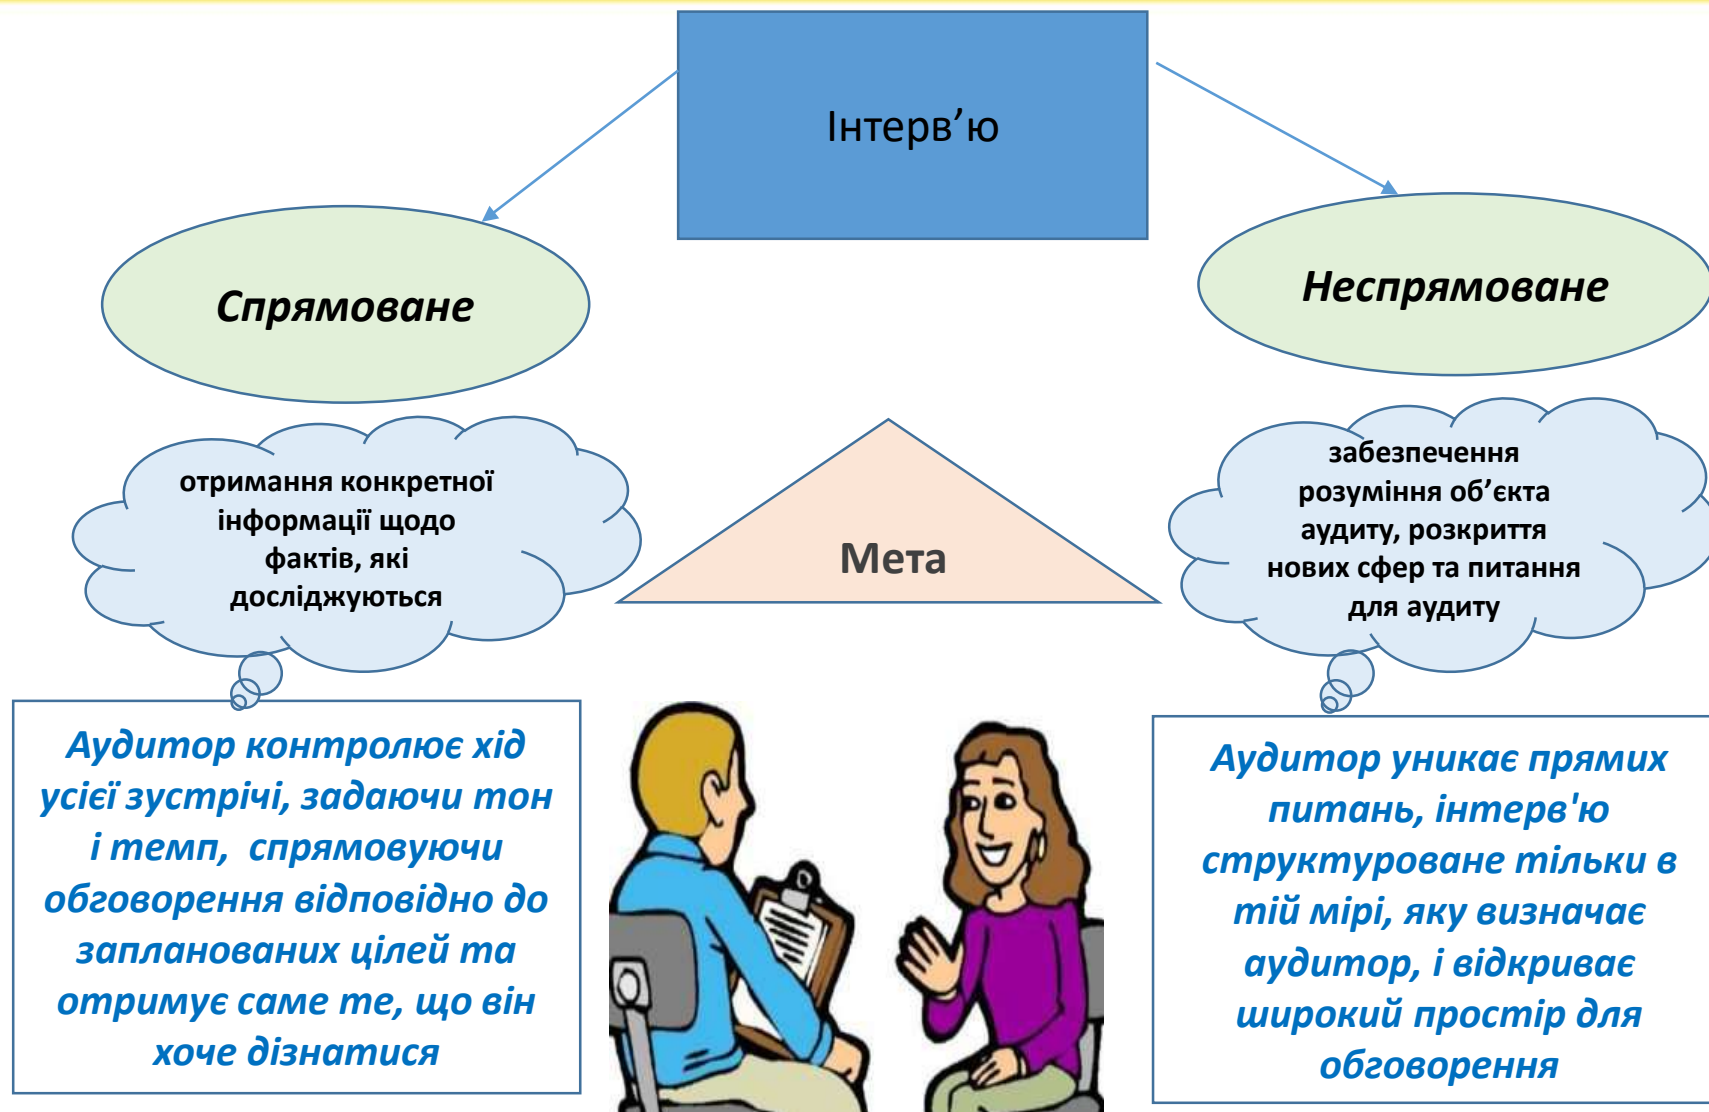 Інтерв’ю
Спрямоване
Неспрямоване
отримання конкретної
інформації щодо
фактів, які
досліджуються
Мета
забезпечення
розуміння об’єкта
аудиту, розкриття
нових сфер та питання
для аудиту
Аудитор контролює хід
усієї зустрічі, задаючи тон
і темп,  спрямовуючи
обговорення відповідно до
запланованих цілей та
отримує саме те, що він
хоче дізнатися
Аудитор уникає прямих
питань, інтерв'ю
структуроване тільки в
тій мірі, яку визначає
аудитор, і відкриває
широкий простір для
обговорення